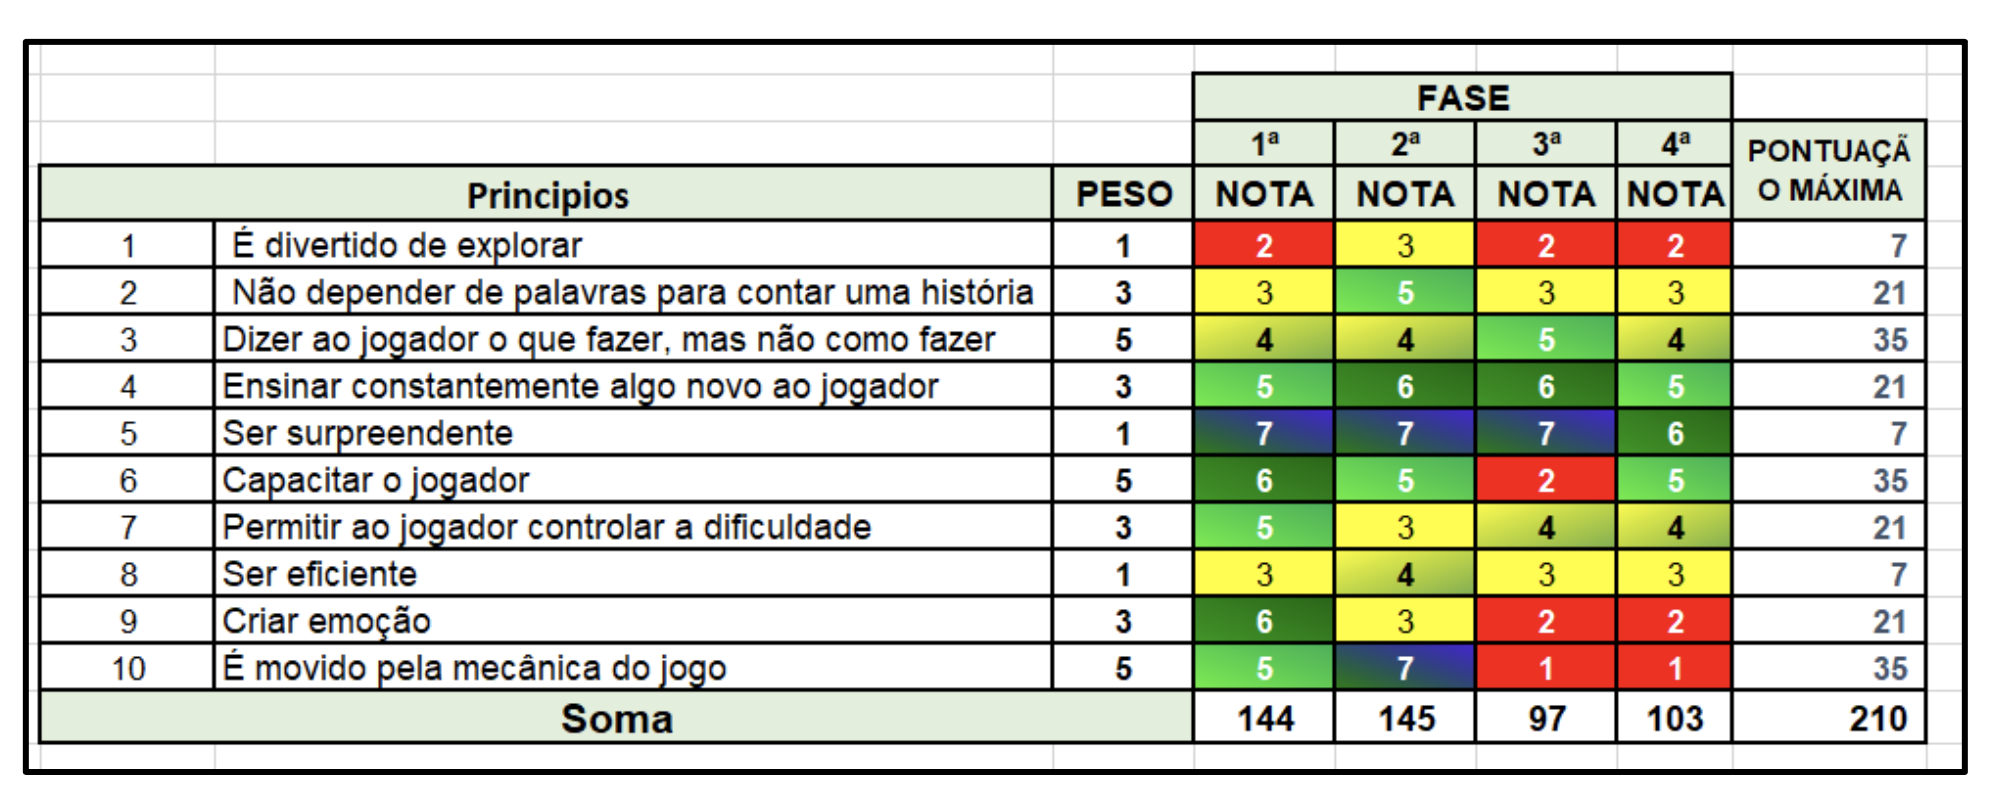 FASE
1ª 2ª 3ª 4ª PONTUAÇÃ
Principios PESO NOTA NOTA NOTA NOTA O MÁXIMA
1 É divertido de explorar 1 2 3 2 2 7
2 Não depender de palavras para contar uma história 3 3 5 3 3 21
3 Dizer ao jogador o que fazer, mas não como fazer 5 4 4 5 4 35
4 Ensinar constantemente algo novo ao jogador 3 5 6 6 5 21
5 Ser surpreendente 1 7 7 7 6 7
6 Capacitar o jogador 5 6 5 2 5 35
7 Permitir ao jogador controlar a dificuldade 3 5 3 4 4 21
8 Ser eficiente 1 3 4 3 3 7
9 Criar emoção 3 6 3 2 2 21
10 É movido pela mecânica do jogo 5 5 7 1 1 35
Soma 144 145 97 103 210